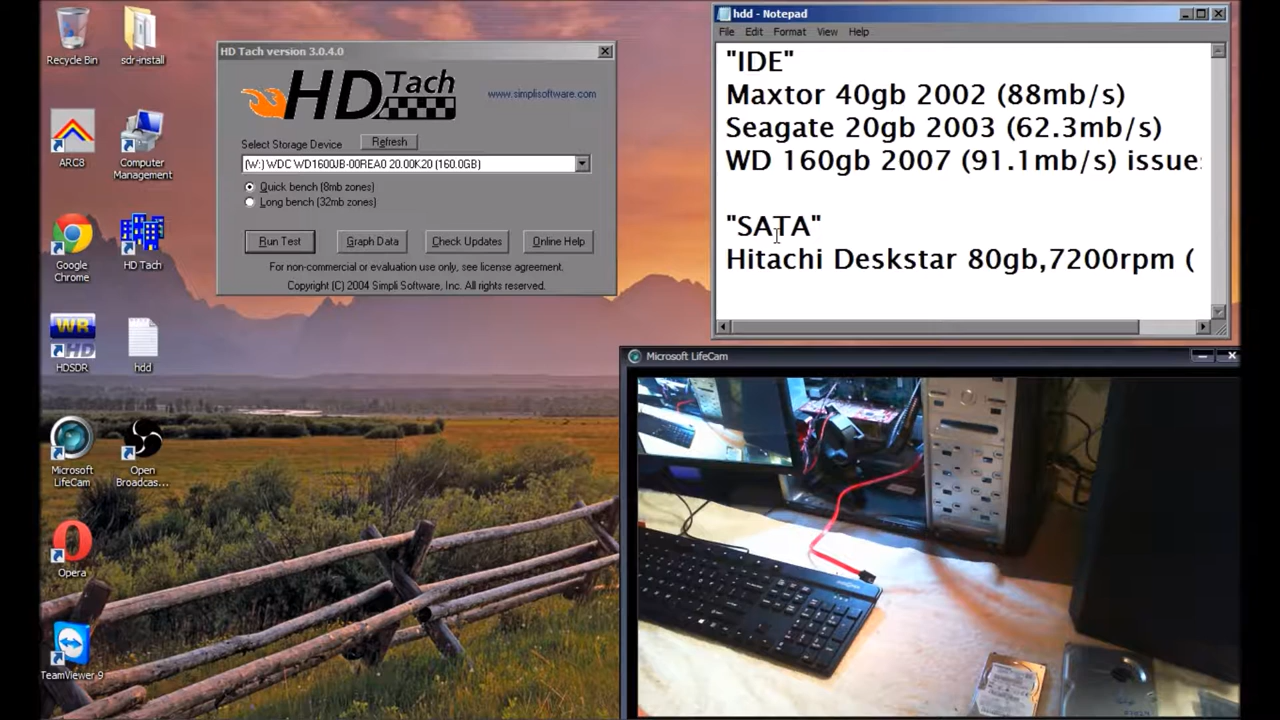 Recycle Bin
sdr-install
ARC8
Computer
Management
Google
Chrome
HD Tach
WR
HD
HDSDR
hdd
Microsoft
LifeCam
Open
Broadcas...
Opera
TeamViewer 9
HD Tach version 3.0.4.0
HD Tach
www.simplisoftware.com
Select Storage Device
Refresh
(W:) WDC WD1600JB-00REA0 20.00K20 (160.0GB)
Quick bench (8mb zones)
Long bench (32mb zones)
Run Test
Graph Data
Check Updates
Online Help
For non-commercial or evaluation use only, see license agreement.
Copyright (C) 2004 Simpli Software, Inc. All rights reserved.
hdd - Notepad
File Edit Format View Help
"IDE"
Maxtor 40gb 2002 (88mb/s)
Seagate 20gb 2003 (62.3mb/s)
WD 160gb 2007 (91.1mb/s) issues
"SATA"
Hitachi Deskstar 80gb,7200rpm (
Microsoft LifeCam